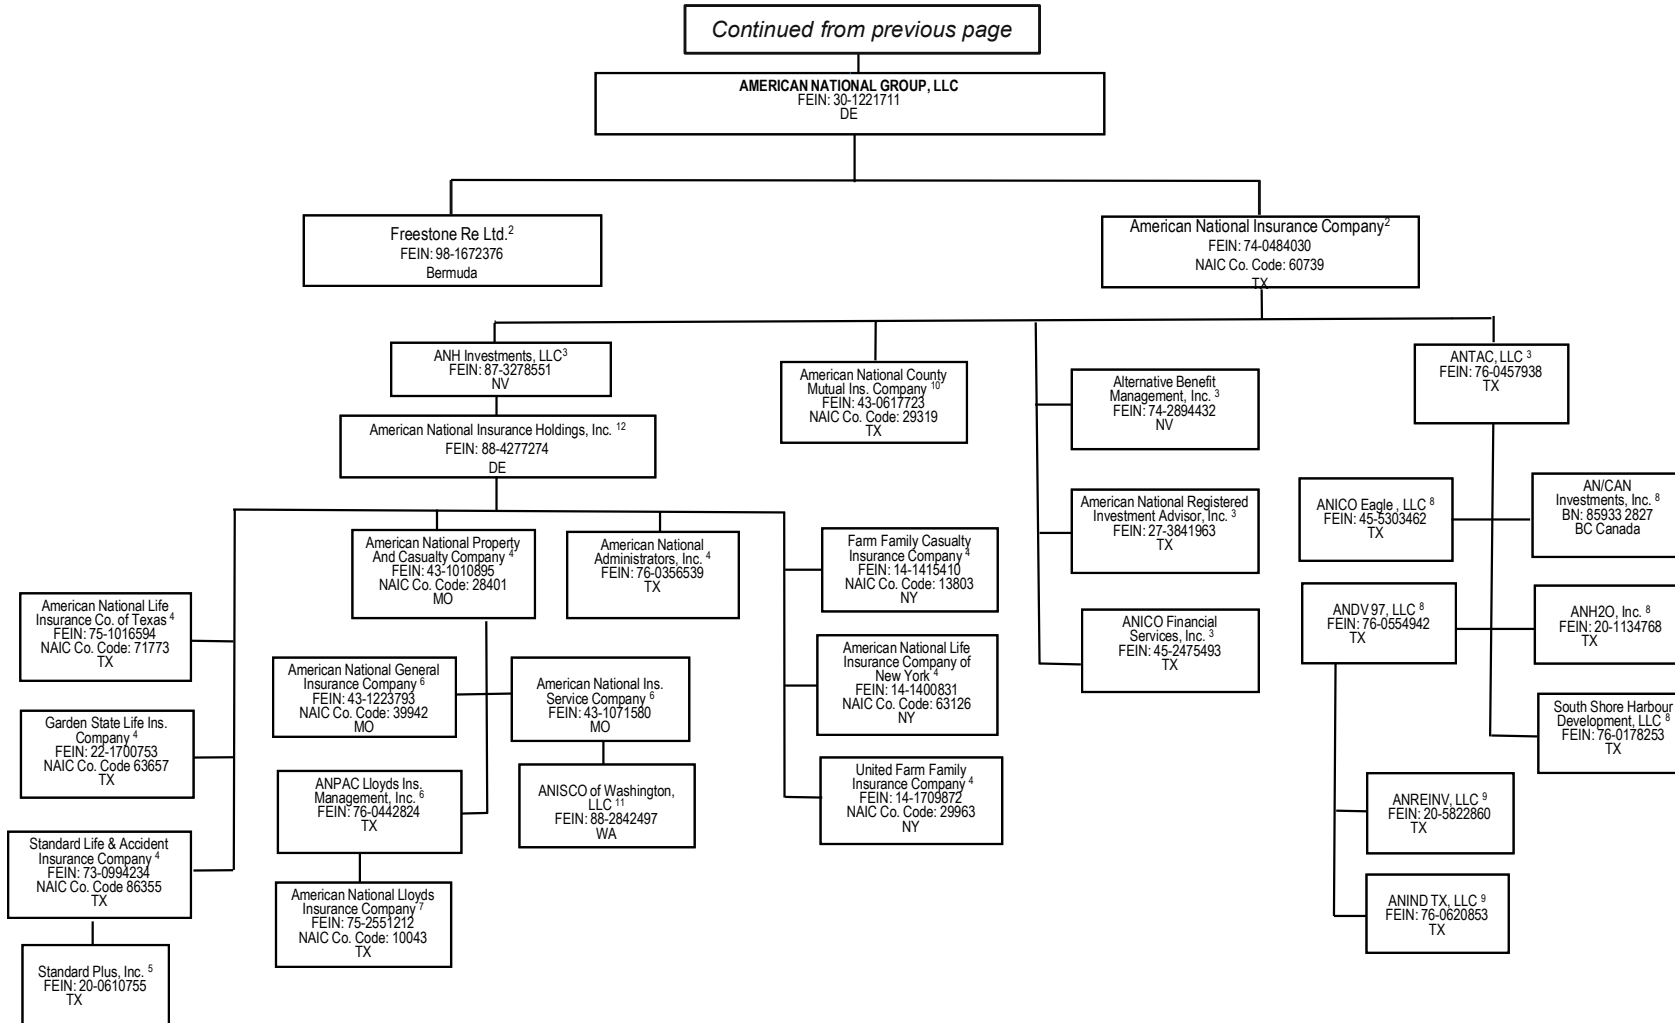 Continued from previous page
AMERICAN NATIONAL GROUP, LLC
FEIN: 30-1221711
DE
Freestone Re Ltd.2
FEIN: 98-1672376
Bermuda
American National Insurance Company2
FEIN: 74-0484030
NAIC Co. Code: 60739
TX
ANH Investments, LLC3
FEIN: 87-3278551
NV
American National Insurance Holdings, Inc. 12
FEIN: 88-4277274
DE
American National County
Mutual Ins. Company 10
FEIN: 43-0617723
NAIC Co. Code: 29319
TX
Alternative Benefit
Management, Inc. 3
FEIN: 74-2894432
NV
American National Registered
Investment Advisor, Inc. 3
FEIN: 27-3841963
TX
ANICO Financial
Services, Inc. 3
FEIN: 45-2475493
TX
ANTAC, LLC 3
FEIN: 76-0457938
TX
ANICO Eagle , LLC 8
FEIN: 45-5303462
TX
AN/CAN
Investments, Inc. 8
BN: 85933 2827
BC Canada
ANDV 97, LLC 8
FEIN: 76-0554942
TX
ANH2O, Inc. 8
FEIN: 20-1134768
TX
South Shore Harbour
Development, LLC 8
FEIN: 76-0178253
TX
ANREINV, LLC 9
FEIN: 20-5822860
TX
ANIND TX, LLC 9
FEIN: 76-0620853
TX
American National Property
And Casualty Company 4
FEIN: 43-1010895
NAIC Co. Code: 28401
MO
American National
Administrators, Inc. 4
FEIN: 76-0356539
TX
Farm Family Casualty
Insurance Company 4
FEIN: 14-1415410
NAIC Co. Code: 13803
NY
American National Life
Insurance Company of
New York 4
FEIN: 14-1400831
NAIC Co. Code: 63126
NY
United Farm Family
Insurance Company 4
FEIN: 14-1709872
NAIC Co. Code: 29963
NY
American National Life
Insurance Co. of Texas 4
FEIN: 75-1016594
NAIC Co. Code: 71773
TX
Garden State Life Ins.
Company 4
FEIN: 22-1700753
NAIC Co. Code 63657
TX
Standard Life & Accident
Insurance Company 4
FEIN: 73-0994234
NAIC Co. Code 86355
TX
Standard Plus, Inc. 5
FEIN: 20-0610755
TX
American National General
Insurance Company 6
FEIN: 43-1223793
NAIC Co. Code: 39942
MO
American National Ins.
Service Company 6
FEIN: 43-1071580
MO
ANPAC Lloyds Ins.
Management, Inc. 6
FEIN: 76-0442824
TX
ANISCO of Washington,
LLC 11
FEIN: 88-2842497
WA
American National Lloyds
Insurance Company 7
FEIN: 75-2551212
NAIC Co. Code: 10043
TX